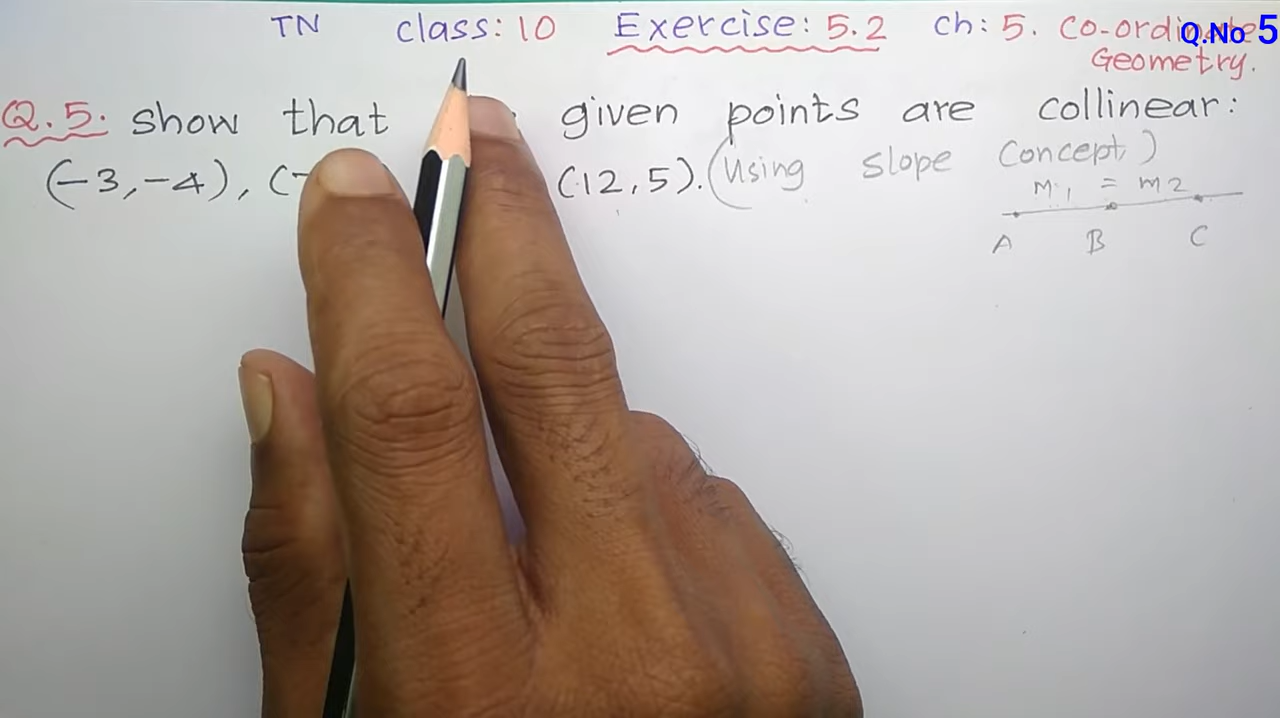 TN class: 10 Exercise: 5.2 ch: 5. Co-ordinate Q.No 5
Geometry.
Q.5. show that given points are collinear:
(-3,-4), (7 (12,5). (Using slope Concept)
M1 = m2
A B C